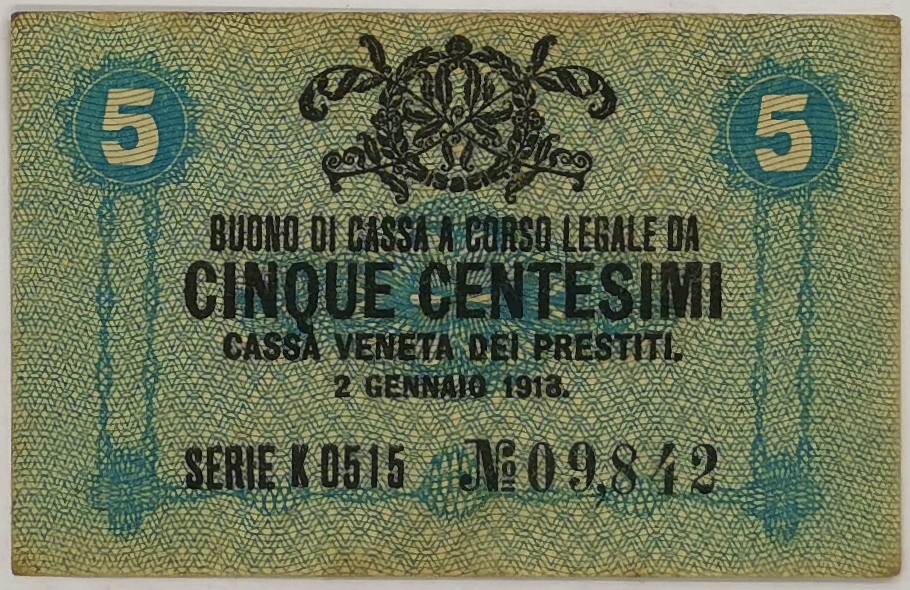 5 5
BUONO DI CASSA A CORSO LEGALE DA
CINQUE CENTESIMI
CASSA VENETA DEI PRESTITI.
2 GENNAIO 1918.
SERIE K 0515 No 09,842